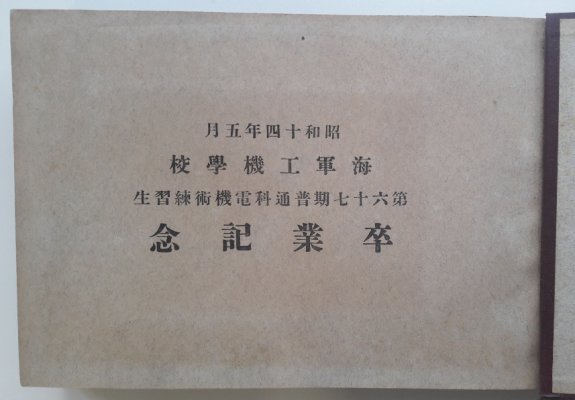 昭和十四年五月
海軍工機學校
第六十七期普通科電機術練習生
卒業記念